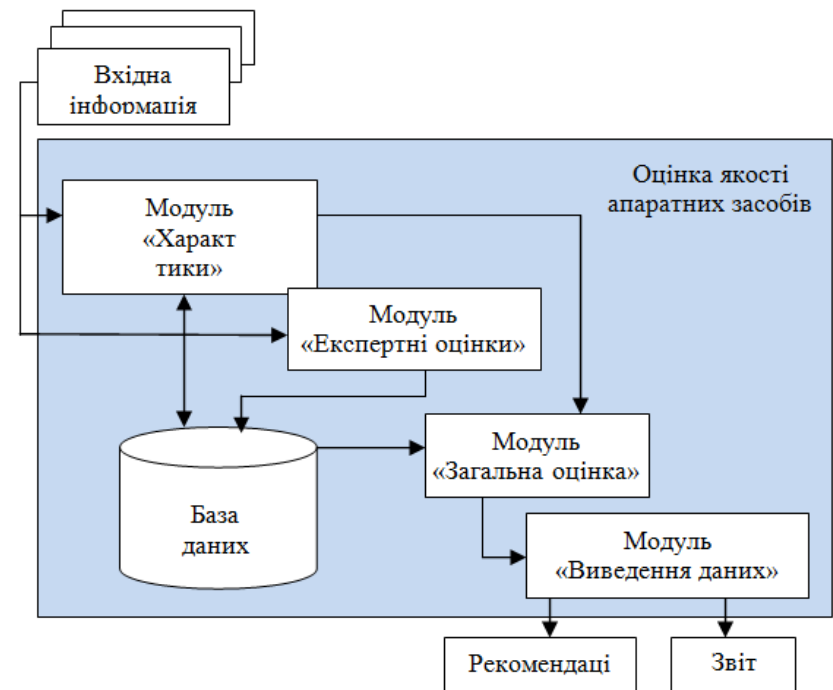 Вхідна
інформація
Оцінка якості
апаратних засобів
Модуль
«Характ
тики»
Модуль
«Експертні оцінки»
Модуль
«Загальна оцінка»
База
даних
Модуль
«Виведення даних»
Рекомендаці
Звіт